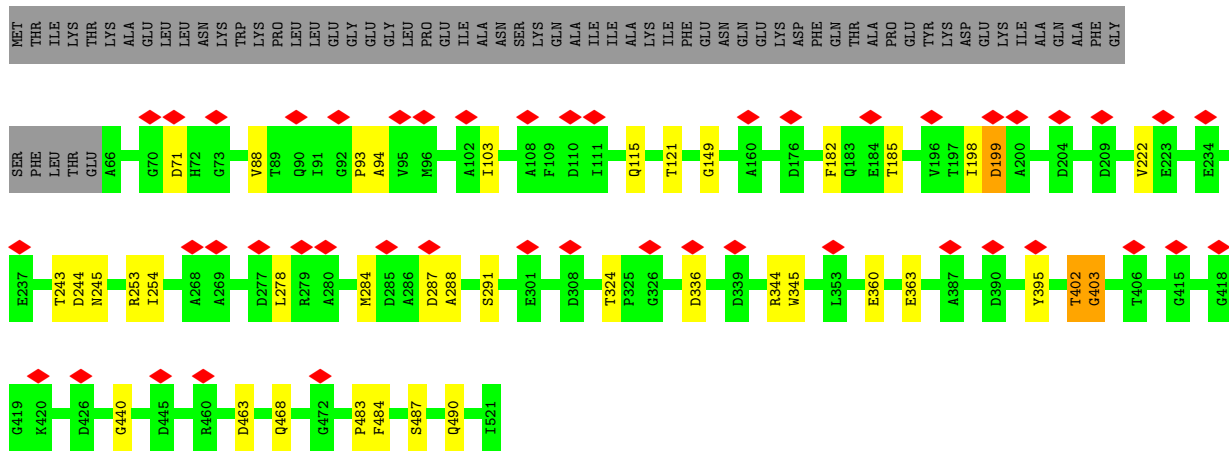 MET THR ILE LYS THR LYS ALA GLU LEU LEU ASN LYS TRP LYS PRO LEU LEU GLU GLY GLU GLY LEU PRO GLU ILE ALA ASN SER LYS GLN ALA ILE ILE ALA LYS ILE PHE GLU ASN GLN GLU LYS ASP PHE GLN THR ALA PRO GLU TYR LYS ASP GLU LYS ILE ALA GLN ALA PHE GLY
SER PHE LEU THR GLU A66 G70 D71 H72 G73 V88 T89 Q90 I91 G92 P93 A94 V95 M96 A102 I103 A108 F109 D110 I111 Q115 T121 G149 A160 D176 F182 Q183 E184 T185 V196 T197 I198 D199 A200 D204 D209 V222 E223 E234
E237 T243 D244 N245 R253 I254 A268 A269 D277 L278 R279 A280 M284 D285 A286 D287 A288 S291 E301 D308 T324 P325 G326 D336 D339 R344 W345 L353 E360 E363 A387 D390 Y395 T402 G403 T406 G415 G418
G419 K420 D426 G440 D445 R460 D463 Q468 G472 P483 F484 S487 Q490 I521